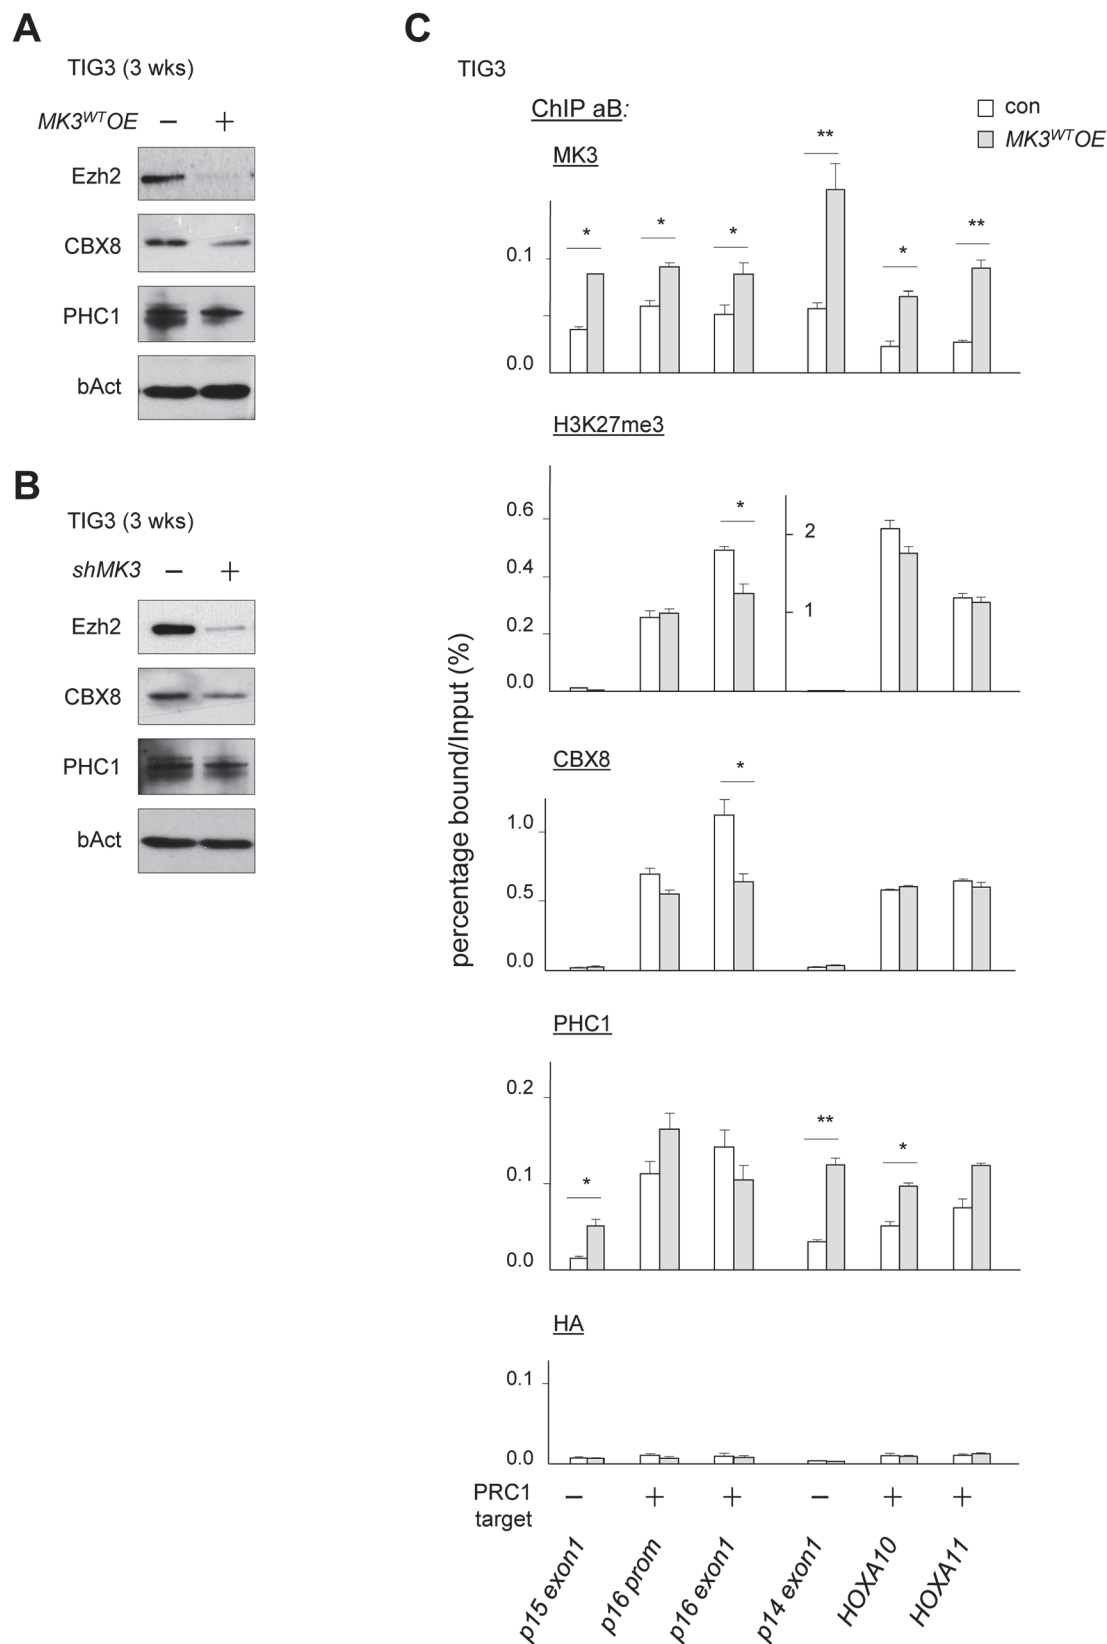 A
TIG3 (3 wks)
MK3WTOE − +
Ezh2
CBX8
PHC1
bAct
B
TIG3 (3 wks)
shMK3 − +
Ezh2
CBX8
PHC1
bAct
C
TIG3
ChIP aB:
con
MK3WTOE
MK3
* * * ** * **
0.1
0.0
H3K27me3
*
0.6
0.4
0.2
0.0
2
1
percentage bound/Input (%)
CBX8
*
1.0
0.5
0.0
PHC1
* ** *
0.2
0.1
0.0
HA
0.1
0.0
PRC1
target
− + + − + +
p15 exon1
p16 prom
p16 exon1
p14 exon1
HOXA10
HOXA11